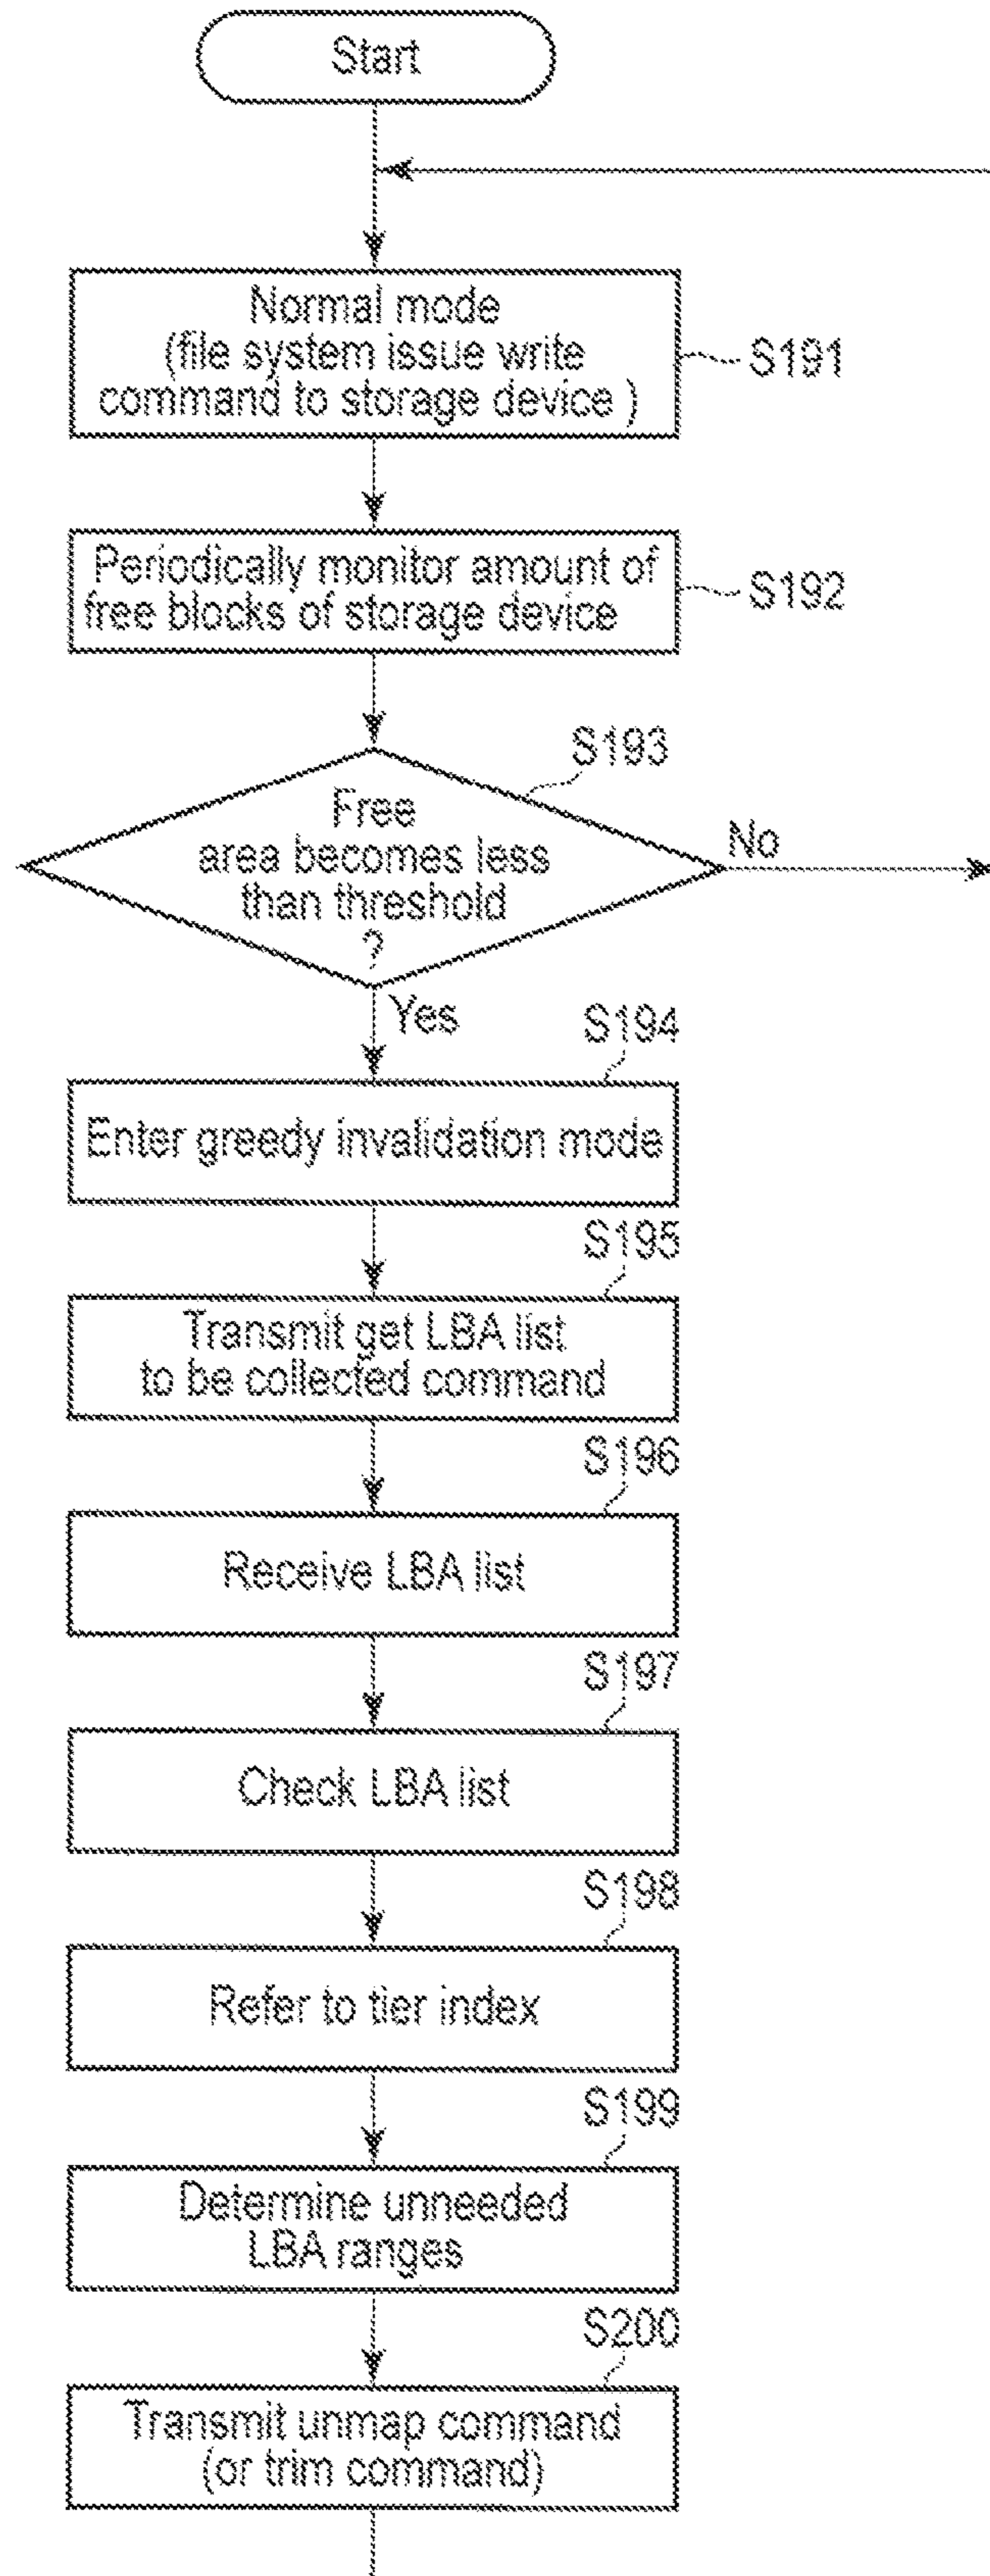 Start
Normal mode
(file system issue write
command to storage device )
S191
Periodically monitor amount of
free blocks of storage device
S192
S193
Free
area becomes less
than threshold
?
No
Yes
S194
Enter greedy invalidation mode
S195
Transmit get LBA list
to be collected command
S196
Receive LBA list
S197
Check LBA list
S198
Refer to tier index
S199
Determine unneeded
LBA ranges
S200
Transmit unmap command
(or trim command)